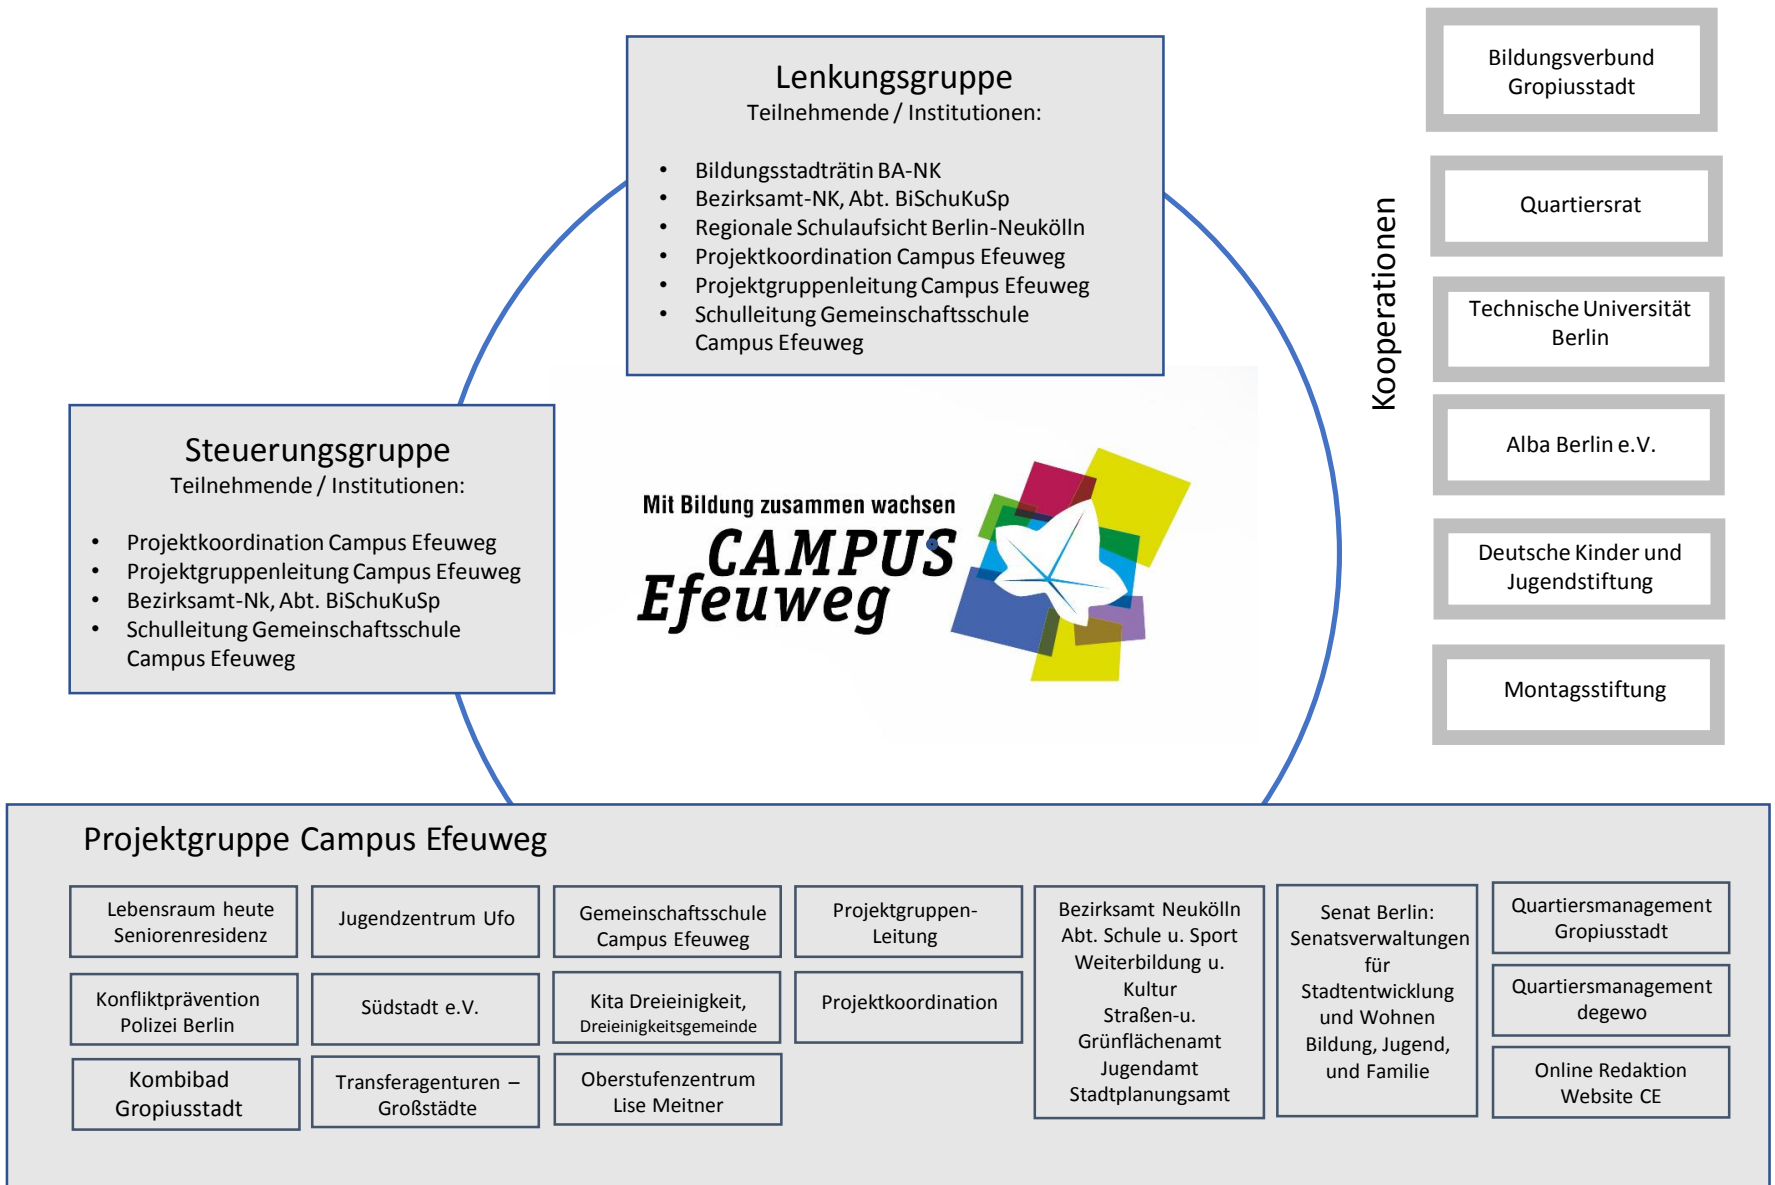 Lenkungsgruppe
Teilnehmende / Institutionen:
• Bildungsstadträtin BA-NK
• Bezirksamt-NK, Abt. BiSchuKuSp
• Regionale Schulaufsicht Berlin-Neukölln
• Projektkoordination Campus Efeuweg
• Projektgruppenleitung Campus Efeuweg
• Schulleitung Gemeinschaftsschule
Campus Efeuweg
Steuerungsgruppe
Teilnehmende / Institutionen:
• Projektkoordination Campus Efeuweg
• Projektgruppenleitung Campus Efeuweg
• Bezirksamt-Nk, Abt. BiSchuKuSp
• Schulleitung Gemeinschaftsschule
Campus Efeuweg
Mit Bildung zusammen wachsen
CAMPUS
Efeuweg
Kooperationen
Bildungsverbund
Gropiusstadt
Quartiersrat
Technische Universität
Berlin
Alba Berlin e.V.
Deutsche Kinder und
Jugendstiftung
Montagsstiftung
Projektgruppe Campus Efeuweg
Lebensraum heute
Seniorenresidenz
Konfliktprävention
Polizei Berlin
Kombibad
Gropiusstadt
Jugendzentrum Ufo
Südstadt e.V.
Transferagenturen –
Großstädte
Gemeinschaftsschule
Campus Efeuweg
Kita Dreieinigkeit,
Dreieinigkeitsgemeinde
Oberstufenzentrum
Lise Meitner
Projektgruppen-
Leitung
Projektkoordination
Bezirksamt Neukölln
Abt. Schule u. Sport
Weiterbildung u.
Kultur
Straßen-u.
Grünflächenamt
Jugendamt
Stadtplanungsamt
Senat Berlin:
Senatsverwaltungen
für
Stadtentwicklung
und Wohnen
Bildung, Jugend,
und Familie
Quartiersmanagement
Gropiusstadt
Quartiersmanagement
degewo
Online Redaktion
Website CE